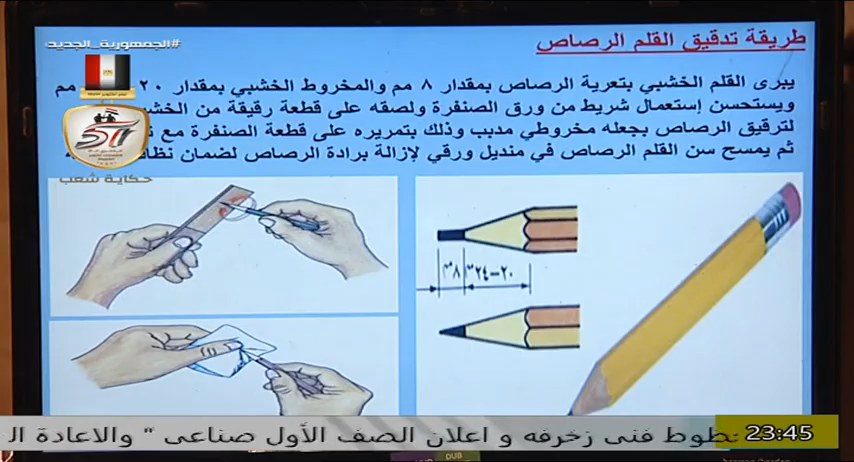 #الجمهورية_الجديدة
طريقة تدقيق القلم الرصاص
يبرى القلم الخشبي بتعرية الرصاص بمقدار ٨ مم والمخروط الخشبي بمقدار ٢٠ مم
ويستحسن إستعمال شريط من ورق الصنفرة ولصقه على قطعة رقيقة من الخشب
لترقيق الرصاص بجعله مخروطي مدبب وذلك بتمريره على قطعة الصنفرة مع
ثم يمسح سن القلم الرصاص في منديل ورقي لإزالة برادة الرصاص لضمان
حكاية شعب
٨ ٢٠-٢٤
خطوط فنى زخرفه و اعلان الصف الأول صناعى " والاعادة ال
23:45
DUB